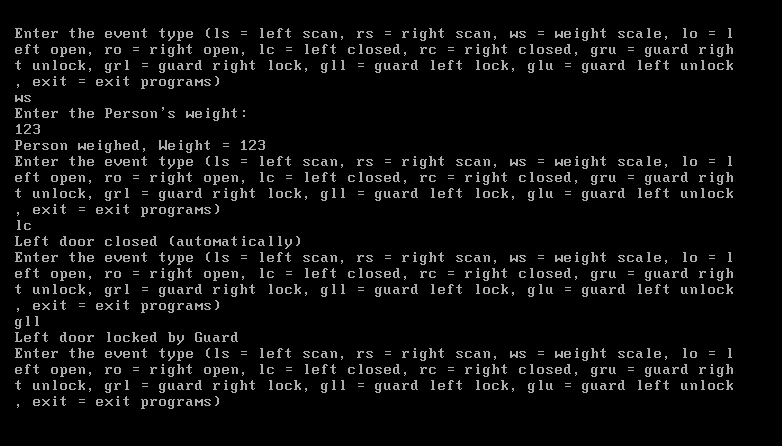 Enter the event type (ls = left scan, rs = right scan, ws = weight scale, lo = l
eft open, ro = right open, lc = left closed, rc = right closed, gru = guard righ
t unlock, grl = guard right lock, gll = guard left lock, glu = guard left unlock
, exit = exit programs)
ws
Enter the Person's weight:
123
Person weighed, Weight = 123
Enter the event type (ls = left scan, rs = right scan, ws = weight scale, lo = l
eft open, ro = right open, lc = left closed, rc = right closed, gru = guard righ
t unlock, grl = guard right lock, gll = guard left lock, glu = guard left unlock
, exit = exit programs)
lc
Left door closed (automatically)
Enter the event type (ls = left scan, rs = right scan, ws = weight scale, lo = l
eft open, ro = right open, lc = left closed, rc = right closed, gru = guard righ
t unlock, grl = guard right lock, gll = guard left lock, glu = guard left unlock
, exit = exit programs)
gll
Left door locked by Guard
Enter the event type (ls = left scan, rs = right scan, ws = weight scale, lo = l
eft open, ro = right open, lc = left closed, rc = right closed, gru = guard righ
t unlock, grl = guard right lock, gll = guard left lock, glu = guard left unlock
, exit = exit programs)